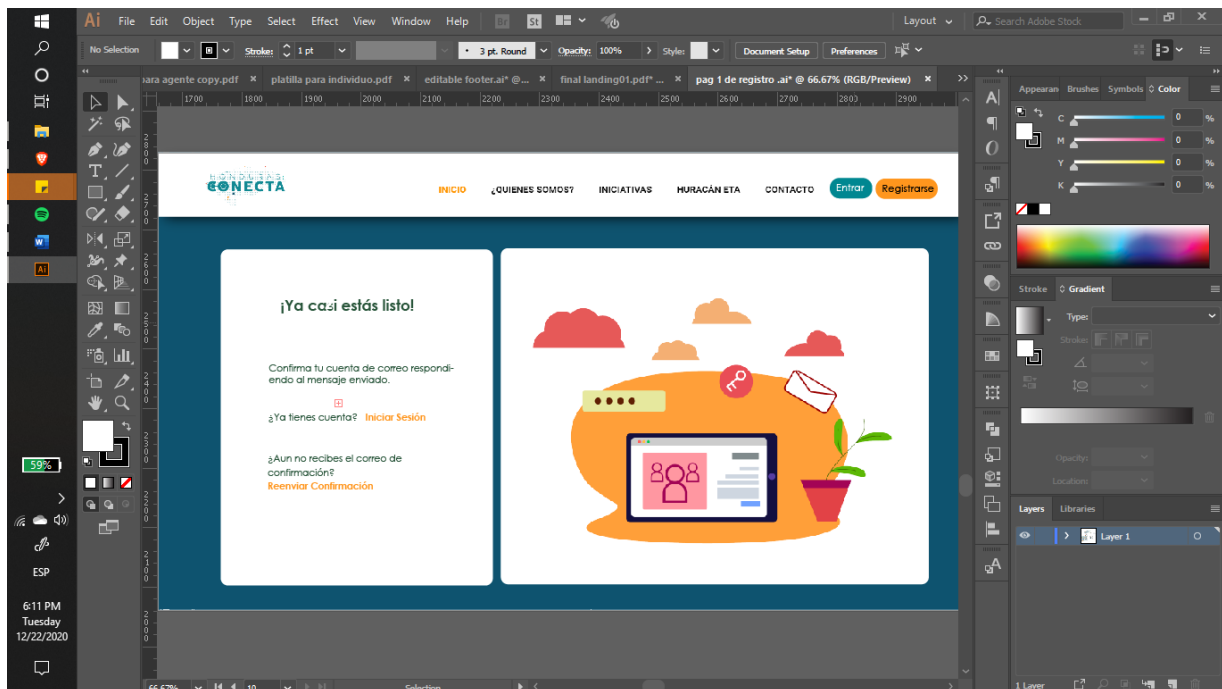 Ai File Edit Object Type Select Effect View Window Help Br St Layout Search Adobe Stock
No Selection Stroke: 1 pt 3 pt. Round Opacity: 100% Style: Document Setup Preferences
para agente copy.pdf × platilla para individuo.pdf × editable footer.ai* @... × final landing01.pdf* ... × pag 1 de registro .ai* @ 66.67% (RGB/Preview) ×
1700 1800 1900 2000 2100 2200 2300 2400 2500 2600 2700 2800 2900
Appearan Brushes Symbols Color
C 0 %
M 0 %
Y 0 %
K 0 %
CONECTA
INICIO ¿QUIENES SOMOS? INICIATIVAS HURACÁN ETA CONTACTO Entrar Registrarse
¡Ya casi estás listo!
Confirma tu cuenta de correo respondi-
endo al mensaje enviado.
¿Ya tienes cuenta? Iniciar Sesión
¿Aun no recibes el correo de
confirmación?
Reenviar Confirmación
Stroke Gradient
Type:
Stroke:
Opacity:
Location:
Layers Libraries
Layer 1
1 Layer
59%
ESP
6:11 PM
Tuesday
12/22/2020
66.67% 10 Selection